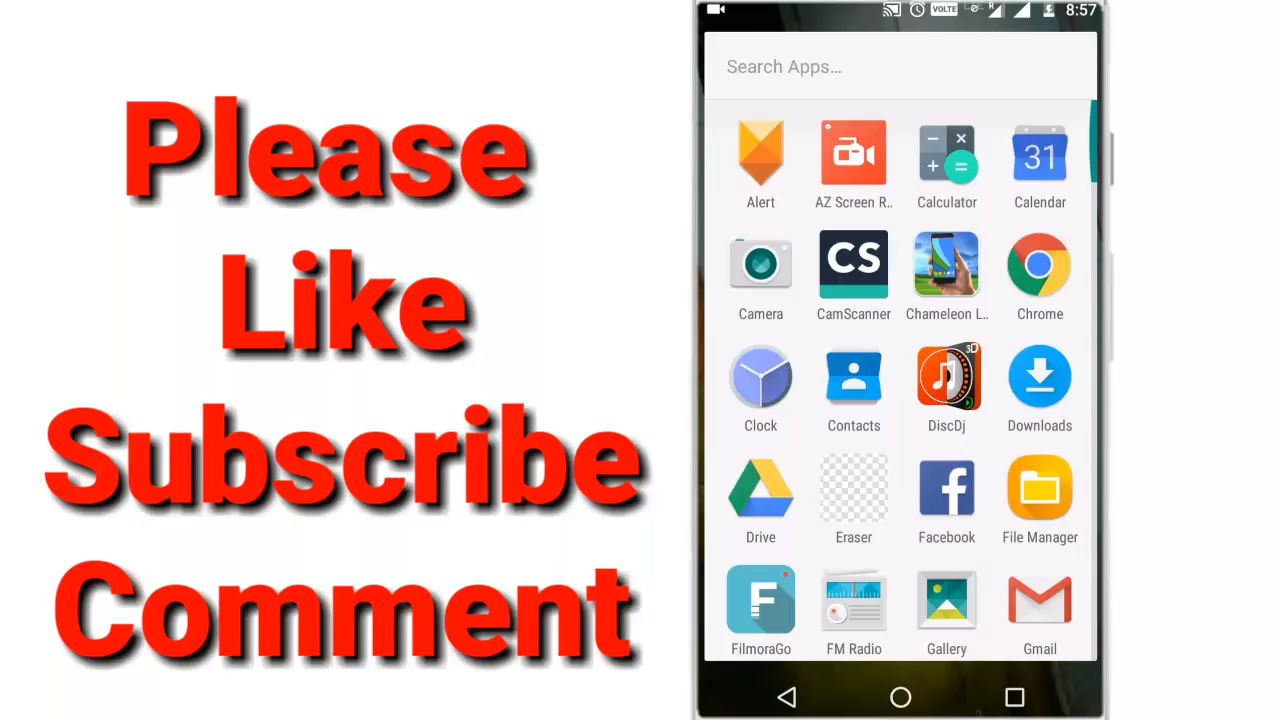 Please
Like
Subscribe
Comment
VOLTE R 8:57
Search Apps…
31
Alert AZ Screen R.. Calculator Calendar
CS
Camera CamScanner Chameleon L.. Chrome
3D
Clock Contacts DiscDj Downloads
f
Drive Eraser Facebook File Manager
F
FilmoraGo FM Radio Gallery Gmail